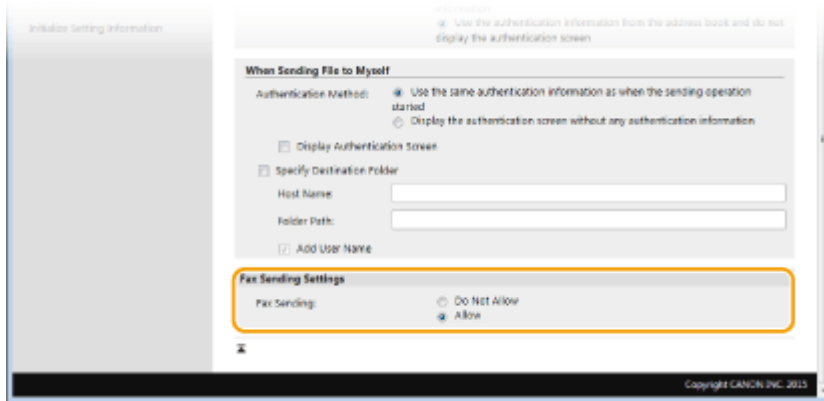 Initialize Setting Information
Use the authentication information from the address book and do not
display the authentication screen
When Sending File to Myself
Authentication Method:
Use the same authentication information as when the sending operation
started
Display the authentication screen without any authentication information
Display Authentication Screen
Specify Destination Folder
Host Name:
Folder Path:
Add User Name
Fax Sending Settings
Fax Sending:
Do Not Allow
Allow
Copyright CANON INC. 2015